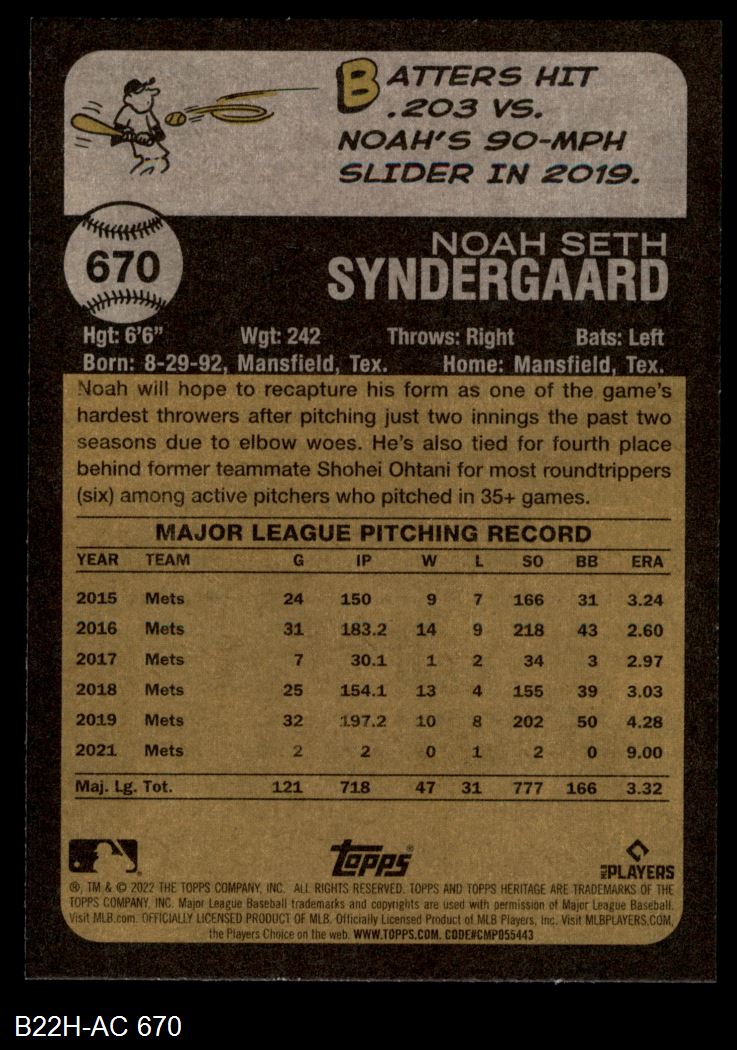 BATTERS HIT
.203 VS.
NOAH'S 90-MPH
SLIDER IN 2019.
670
NOAH SETH
SYNDERGAARD
Hgt: 6'6" Wgt: 242 Throws: Right Bats: Left
Born: 8-29-92, Mansfield, Tex. Home: Mansfield, Tex.
Noah will hope to recapture his form as one of the game's
hardest throwers after pitching just two innings the past two
seasons due to elbow woes. He's also tied for fourth place
behind former teammate Shohei Ohtani for most roundtrippers
(six) among active pitchers who pitched in 35+ games.
MAJOR LEAGUE PITCHING RECORD
YEAR TEAM G IP W L SO BB ERA
2015 Mets 24 150 9 7 166 31 3.24
2016 Mets 31 183.2 14 9 218 43 2.60
2017 Mets 7 30.1 1 2 34 3 2.97
2018 Mets 25 154.1 13 4 155 39 3.03
2019 Mets 32 197.2 10 8 202 50 4.28
2021 Mets 2 2 0 1 2 0 9.00
Maj. Lg. Tot. 121 718 47 31 777 166 3.32
Topps® MLB PLAYERS
®, TM & © 2022 THE TOPPS COMPANY, INC. ALL RIGHTS RESERVED. TOPPS AND TOPPS HERITAGE ARE TRADEMARKS OF THE
TOPPS COMPANY, INC. Major League Baseball trademarks and copyrights are used with permission of Major League Baseball.
Visit MLB.com. OFFICIALLY LICENSED PRODUCT OF MLB. Officially Licensed Product of MLB Players, Inc. Visit MLBPLAYERS.COM,
the Players Choice on the web. WWW.TOPPS.COM. CODE#CMP055443
B22H-AC 670